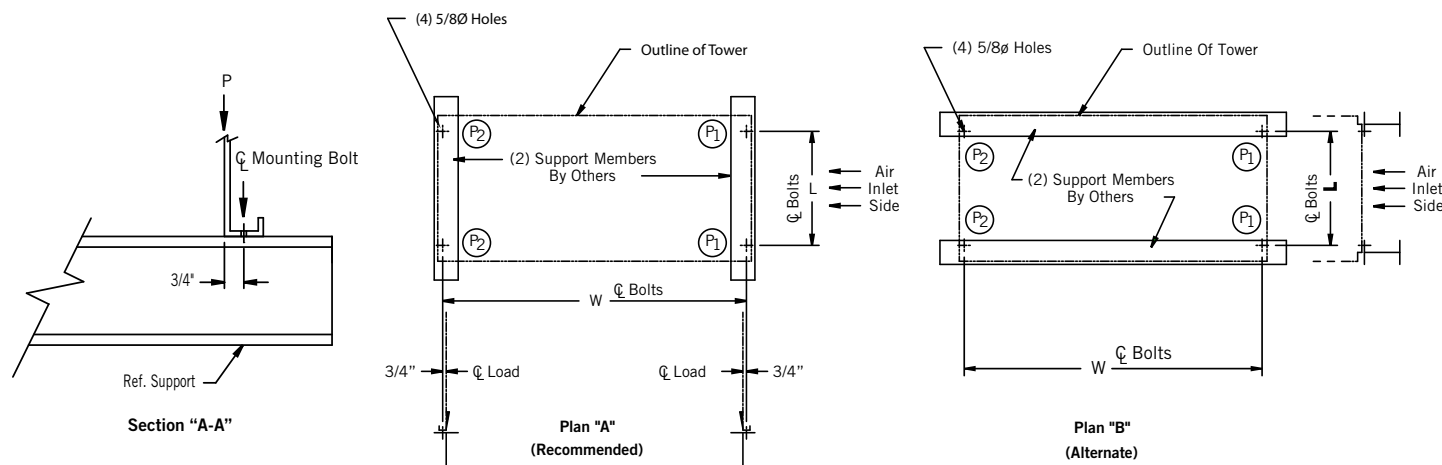 P
℄ Mounting Bolt
3/4"
Ref. Support
Section “A-A”
(4) 5/8Ø Holes
Outline of Tower
P2
P1
(2) Support Members
By Others
℄ Bolts
L
Air
Inlet
Side
P2
P1
℄ Bolts
W
3/4”
℄ Load
℄ Load
3/4”
Plan "A"
(Recommended)
(4) 5/8ø Holes
Outline Of Tower
P2
P1
(2) Support Members
By Others
℄ Bolts
L
Air
Inlet
Side
P2
P1
℄ Bolts
W
Plan "B"
(Alternate)